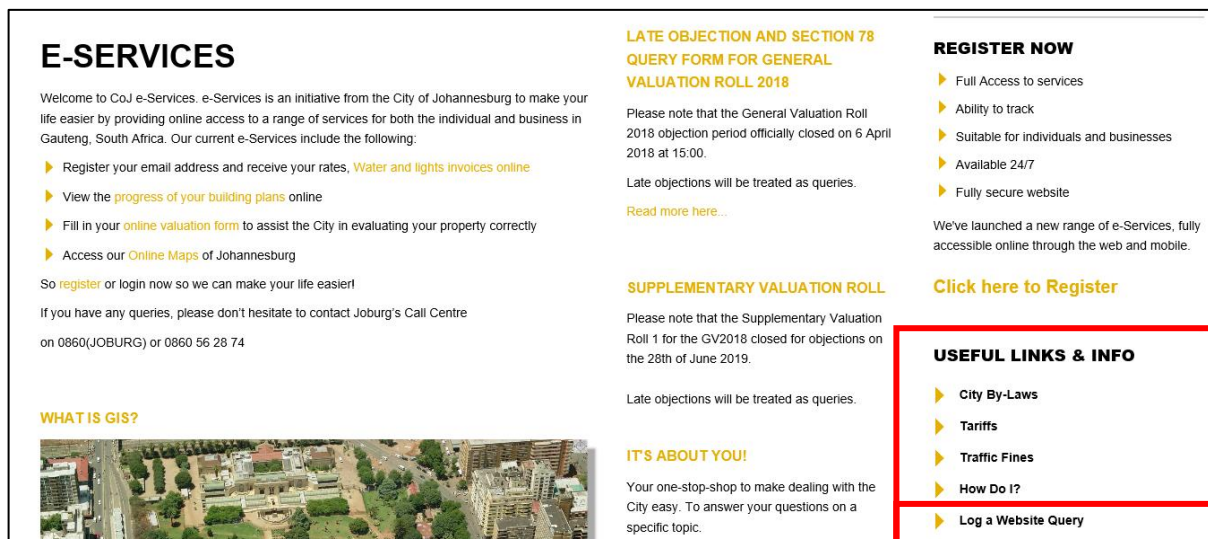 E-SERVICES
Welcome to CoJ e-Services. e-Services is an initiative from the City of Johannesburg to make your
life easier by providing online access to a range of services for both the individual and business in
Gauteng, South Africa. Our current e-Services include the following:
Register your email address and receive your rates, Water and lights invoices online
View the progress of your building plans online
Fill in your online valuation form to assist the City in evaluating your property correctly
Access our Online Maps of Johannesburg
So register or login now so we can make your life easier!
If you have any queries, please don't hesitate to contact Joburg's Call Centre
on 0860(JOBURG) or 0860 56 28 74
WHAT IS GIS?
LATE OBJECTION AND SECTION 78
QUERY FORM FOR GENERAL
VALUATION ROLL 2018
Please note that the General Valuation Roll
2018 objection period officially closed on 6 April
2018 at 15:00.
Late objections will be treated as queries.
Read more here...
SUPPLEMENTARY VALUATION ROLL
Please note that the Supplementary Valuation
Roll 1 for the GV2018 closed for objections on
the 28th of June 2019.
Late objections will be treated as queries.
IT'S ABOUT YOU!
Your one-stop-shop to make dealing with the
City easy. To answer your questions on a
specific topic.
REGISTER NOW
Full Access to services
Ability to track
Suitable for individuals and businesses
Available 24/7
Fully secure website
We've launched a new range of e-Services, fully
accessible online through the web and mobile.
Click here to Register
USEFUL LINKS & INFO
City By-Laws
Tariffs
Traffic Fines
How Do I?
Log a Website Query